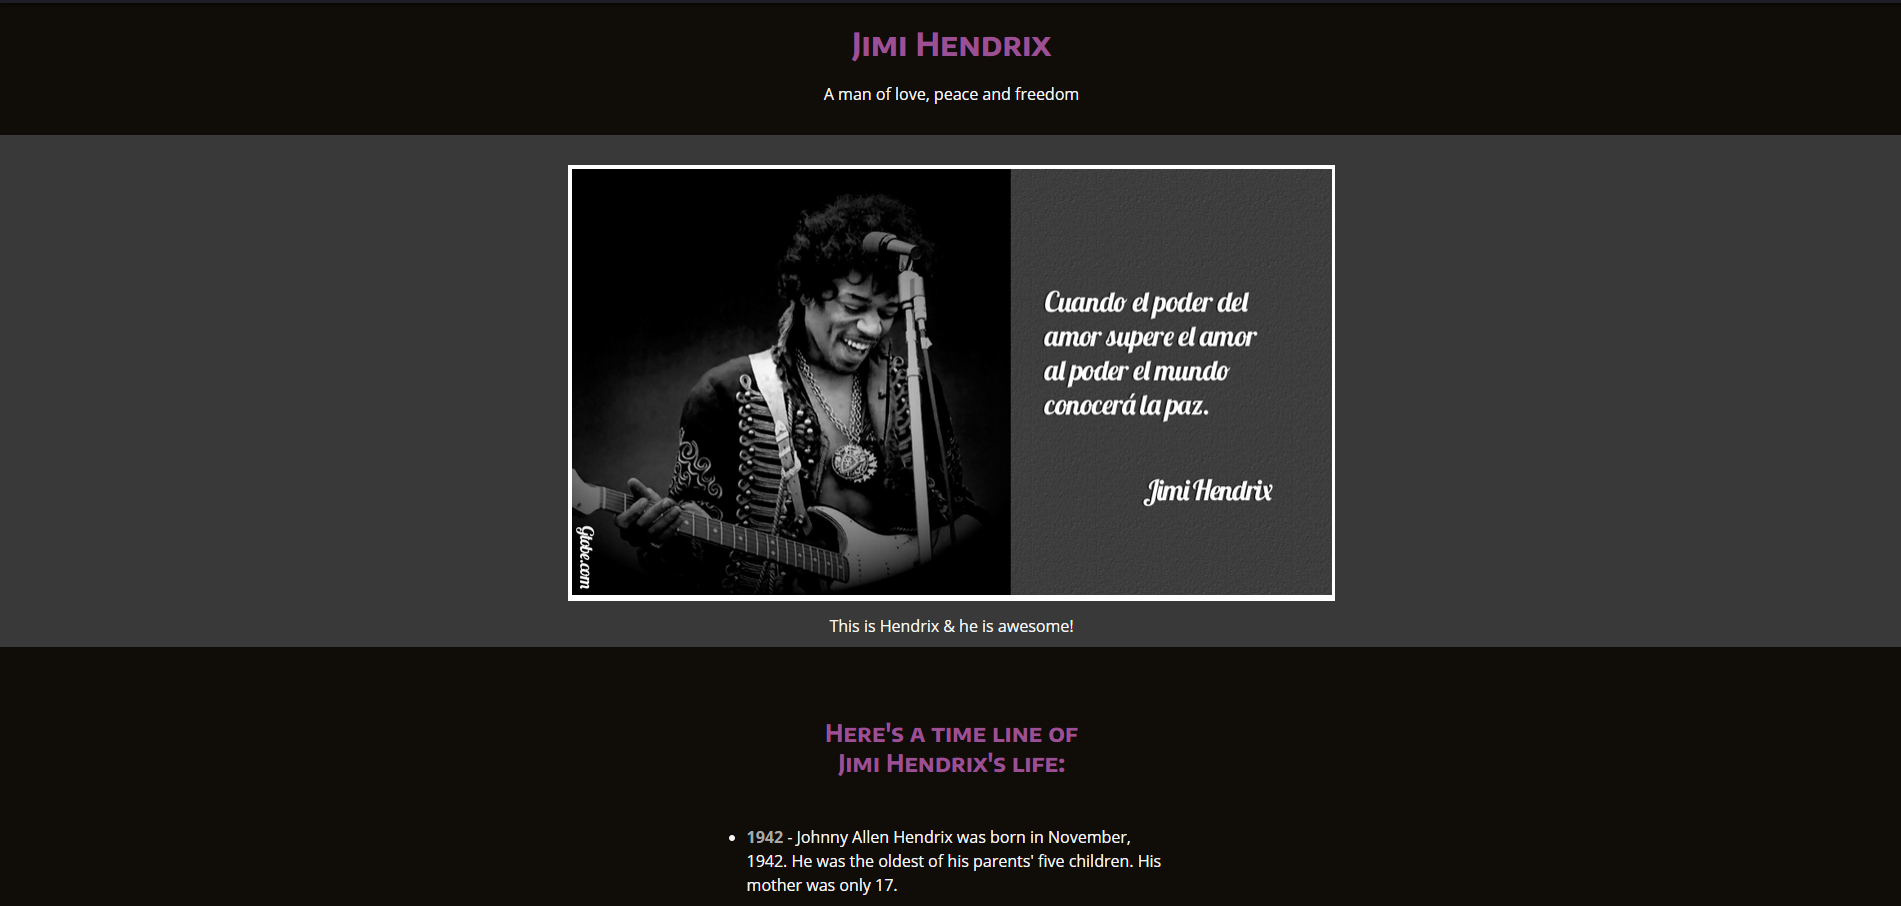 Jimi Hendrix
A man of love, peace and freedom
Cuando el poder del
amor supere el amor
al poder el mundo
conocerá la paz.
Jimi Hendrix
Gtobe.com
This is Hendrix & he is awesome!
Here's a time line of
Jimi Hendrix's life:
1942 - Johnny Allen Hendrix was born in November,
1942. He was the oldest of his parents' five children. His
mother was only 17.